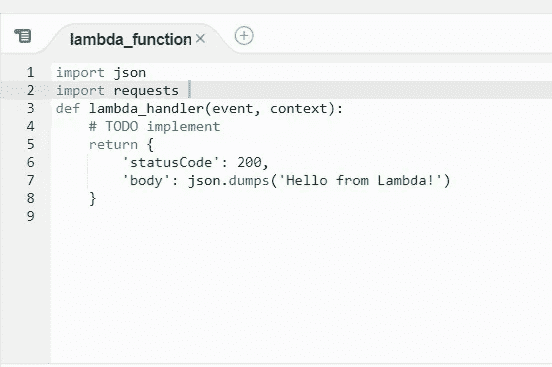 lambda_function ×
1 import json
2 import requests
3 def lambda_handler(event, context):
4     # TODO implement
5     return {
6         'statusCode': 200,
7         'body': json.dumps('Hello from Lambda!')
8     }
9